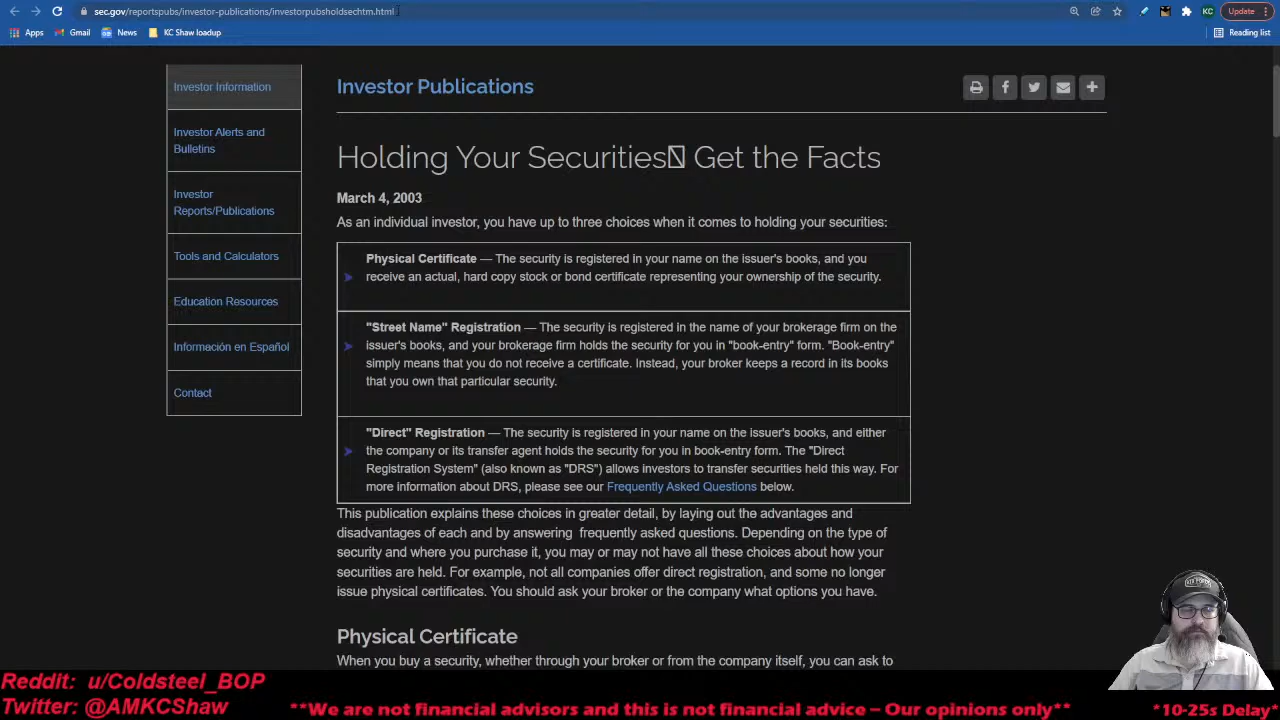 sec.gov/reportspubs/investor-publications/investorpubsholdsechtm.html
KC
Update
Apps
Gmail
News
KC Shaw loadup
Reading list
Investor Information
Investor Alerts and
Bulletins
Investor
Reports/Publications
Tools and Calculators
Education Resources
Información en Español
Contact
Investor Publications
Holding Your Securities Get the Facts
March 4, 2003
As an individual investor, you have up to three choices when it comes to holding your securities:
Physical Certificate — The security is registered in your name on the issuer's books, and you
receive an actual, hard copy stock or bond certificate representing your ownership of the security.
"Street Name" Registration — The security is registered in the name of your brokerage firm on the
issuer's books, and your brokerage firm holds the security for you in "book-entry" form. "Book-entry"
simply means that you do not receive a certificate. Instead, your broker keeps a record in its books
that you own that particular security.
"Direct" Registration — The security is registered in your name on the issuer's books, and either
the company or its transfer agent holds the security for you in book-entry form. The "Direct
Registration System" (also known as "DRS") allows investors to transfer securities held this way. For
more information about DRS, please see our Frequently Asked Questions below.
This publication explains these choices in greater detail, by laying out the advantages and
disadvantages of each and by answering frequently asked questions. Depending on the type of
security and where you purchase it, you may or may not have all these choices about how your
securities are held. For example, not all companies offer direct registration, and some no longer
issue physical certificates. You should ask your broker or the company what options you have.
Physical Certificate
When you buy a security, whether through your broker or from the company itself, you can ask to
Reddit: u/Coldsteel_BOP
Twitter: @AMKCShaw
**We are not financial advisors and this is not financial advice – Our opinions only**
*10-25s Delay*